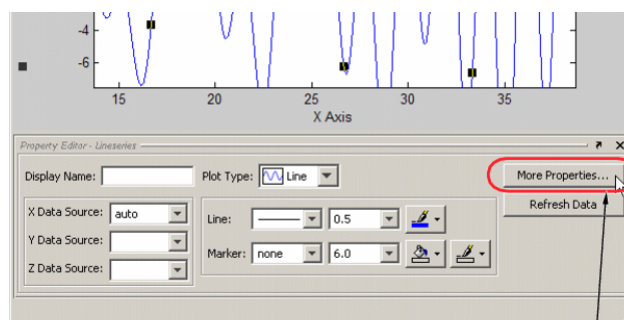 -4
-6
15 20 25 30 35
X Axis
Property Editor - Lineseries
Display Name: Plot Type: Line More Properties...
Refresh Data
X Data Source: auto Line: 0.5
Y Data Source:
Marker: none 6.0
Z Data Source: